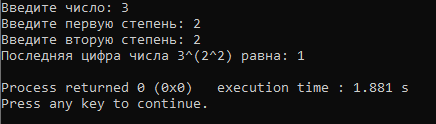 Введите число: 3
Введите первую степень: 2
Введите вторую степень: 2
Последняя цифра числа 3^(2^2) равна: 1
Process returned 0 (0x0)   execution time : 1.881 s
Press any key to continue.